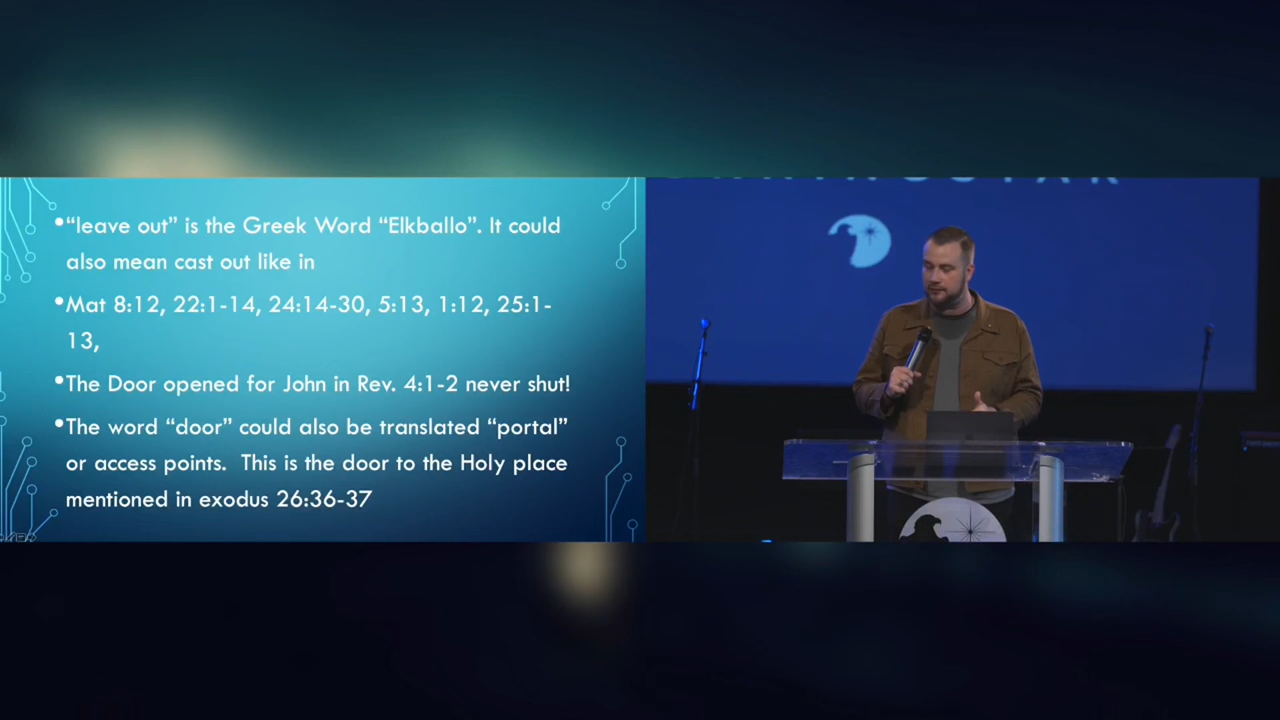 •“leave out” is the Greek Word “Elkballo”. It could
also mean cast out like in
•Mat 8:12, 22:1-14, 24:14-30, 5:13, 1:12, 25:1-
13,
•The Door opened for John in Rev. 4:1-2 never shut!
•The word “door” could also be translated “portal”
or access points.  This is the door to the Holy place
mentioned in exodus 26:36-37